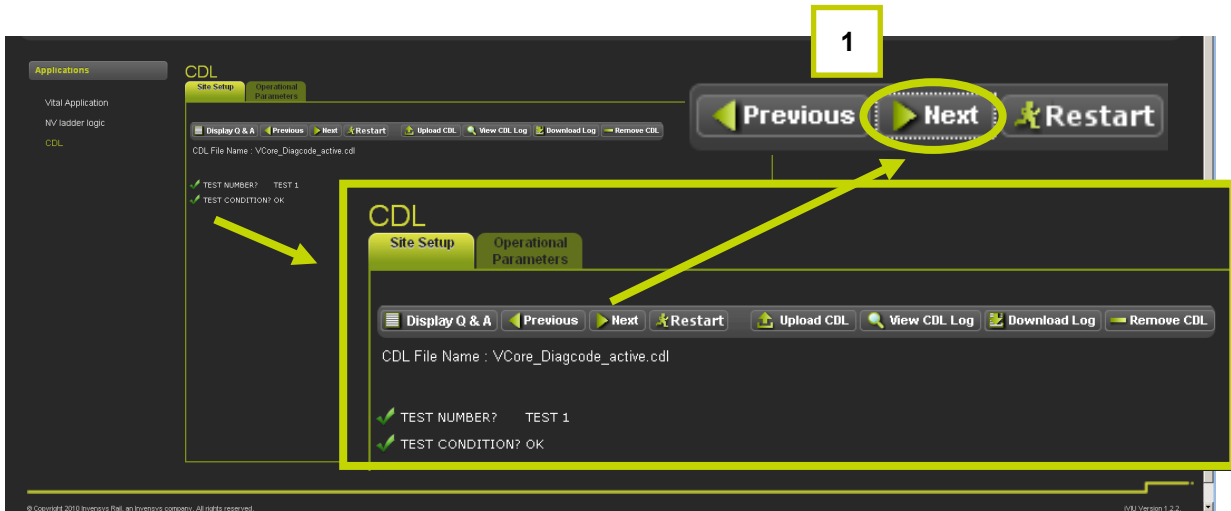 1
Applications
Vital Application
NV ladder logic
CDL
CDL
Site Setup
Operational
Parameters
Display Q & A Previous Next Restart Upload CDL View CDL Log Download Log Remove CDL
CDL File Name : VCore_Diagcode_active.cdl
TEST NUMBER? TEST 1
TEST CONDITION? OK
Previous Next Restart
CDL
Site Setup
Operational
Parameters
Display Q & A Previous Next Restart Upload CDL View CDL Log Download Log Remove CDL
CDL File Name : VCore_Diagcode_active.cdl
TEST NUMBER? TEST 1
TEST CONDITION? OK
© Copyright 2010 Invensys Rail, an Invensys company. All rights reserved.
iVIU Version 1.2.2.